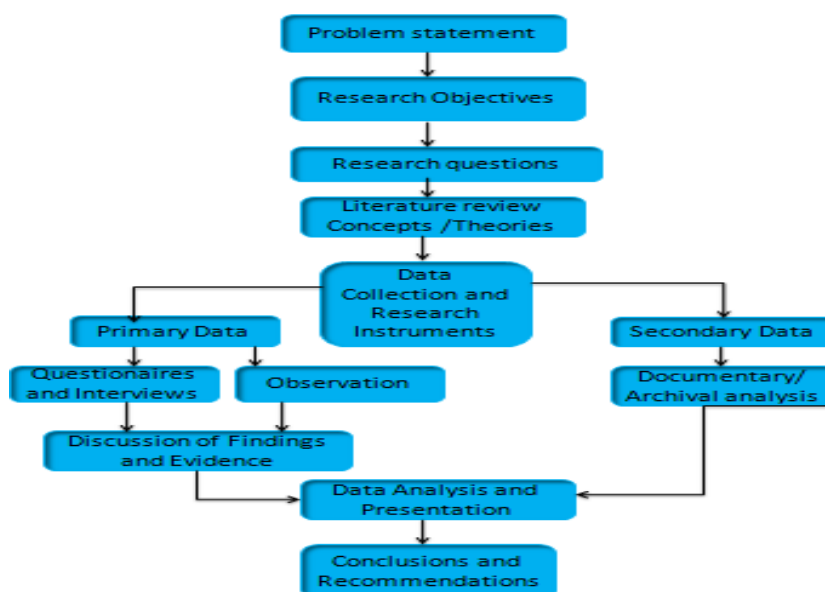 Problem statement
Research Objectives
Research questions
Literature review
Concepts /Theories
Data
Collection and
Research
Instruments
Primary Data
Secondary Data
Questionaires
and Interviews
Observation
Documentary/
Archival analysis
Discussion of Findings
and Evidence
Data Analysis and
Presentation
Conclusions and
Recommendations